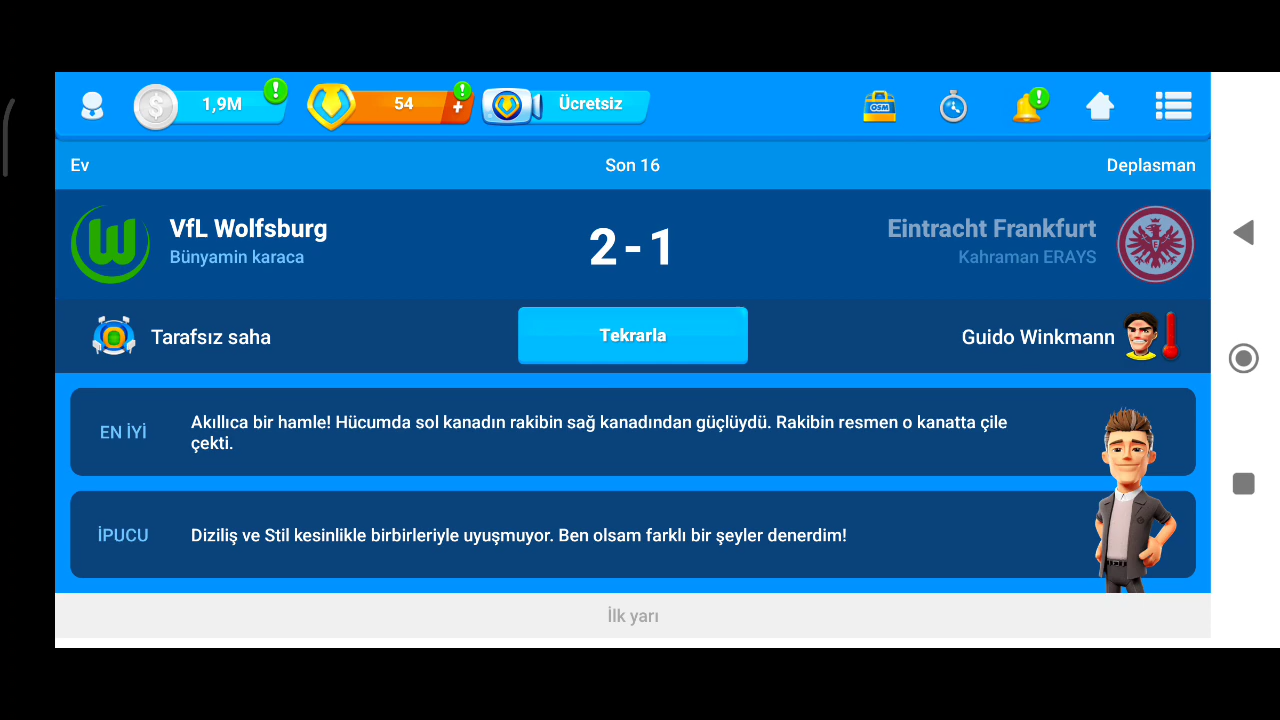 1,9M
54
Ücretsiz
OSM
Ev
Son 16
Deplasman
VfL Wolfsburg
Bünyamin karaca
2 - 1
Eintracht Frankfurt
Kahraman ERAYS
Tarafsız saha
Tekrarla
Guido Winkmann
EN İYİ
Akıllıca bir hamle! Hücumda sol kanadın rakibin sağ kanadından güçlüydü. Rakibin resmen o kanatta çile
çekti.
İPUCU
Diziliş ve Stil kesinlikle birbirleriyle uyuşmuyor. Ben olsam farklı bir şeyler denerdim!
İlk yarı